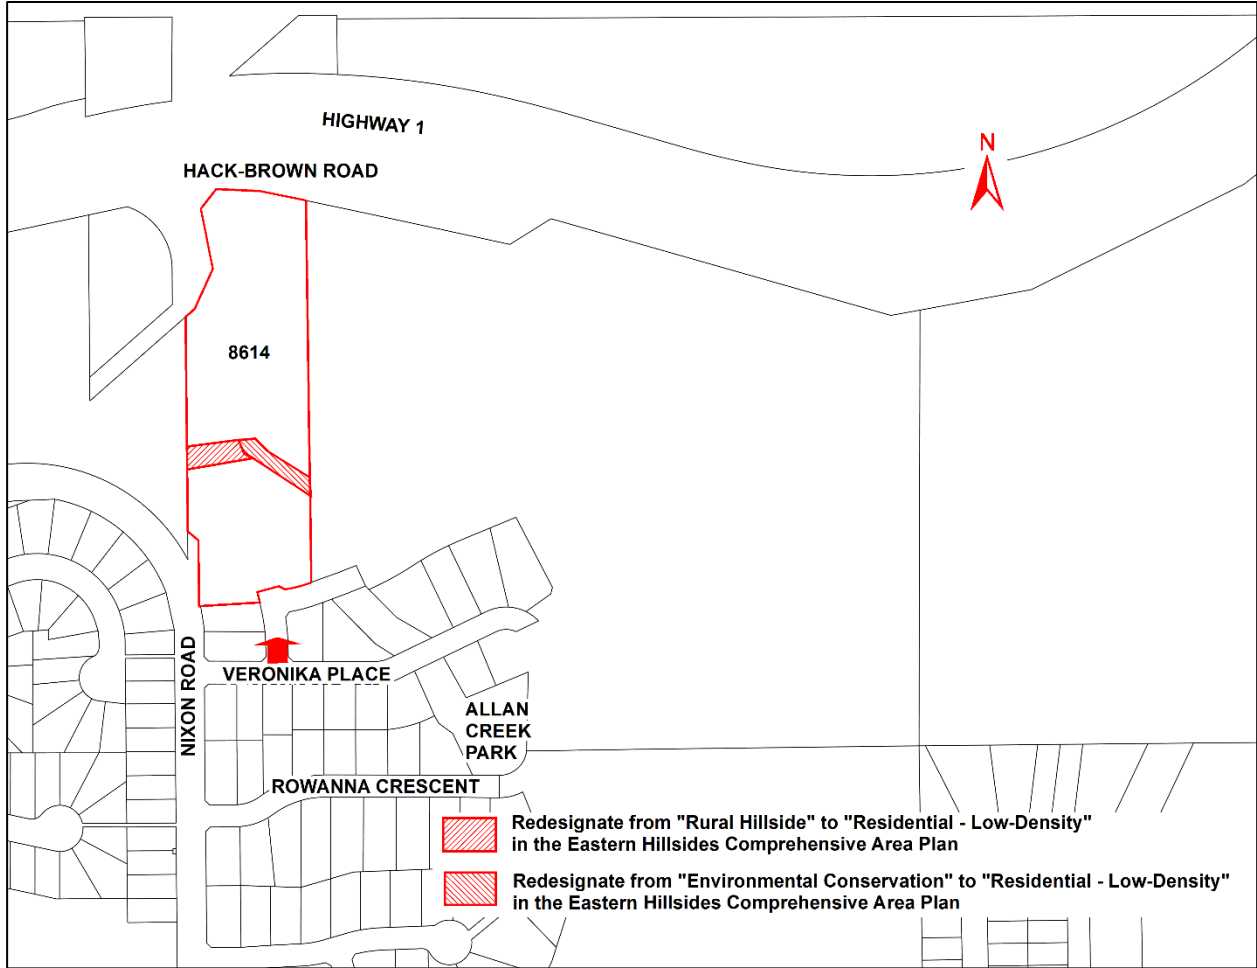 HIGHWAY 1
N
HACK-BROWN ROAD
8614
NIXON ROAD
VERONIKA PLACE
ALLAN
CREEK
PARK
ROWANNA CRESCENT
Redesignate from "Rural Hillside" to "Residential - Low-Density"
in the Eastern Hillsides Comprehensive Area Plan
Redesignate from "Environmental Conservation" to "Residential - Low-Density"
in the Eastern Hillsides Comprehensive Area Plan